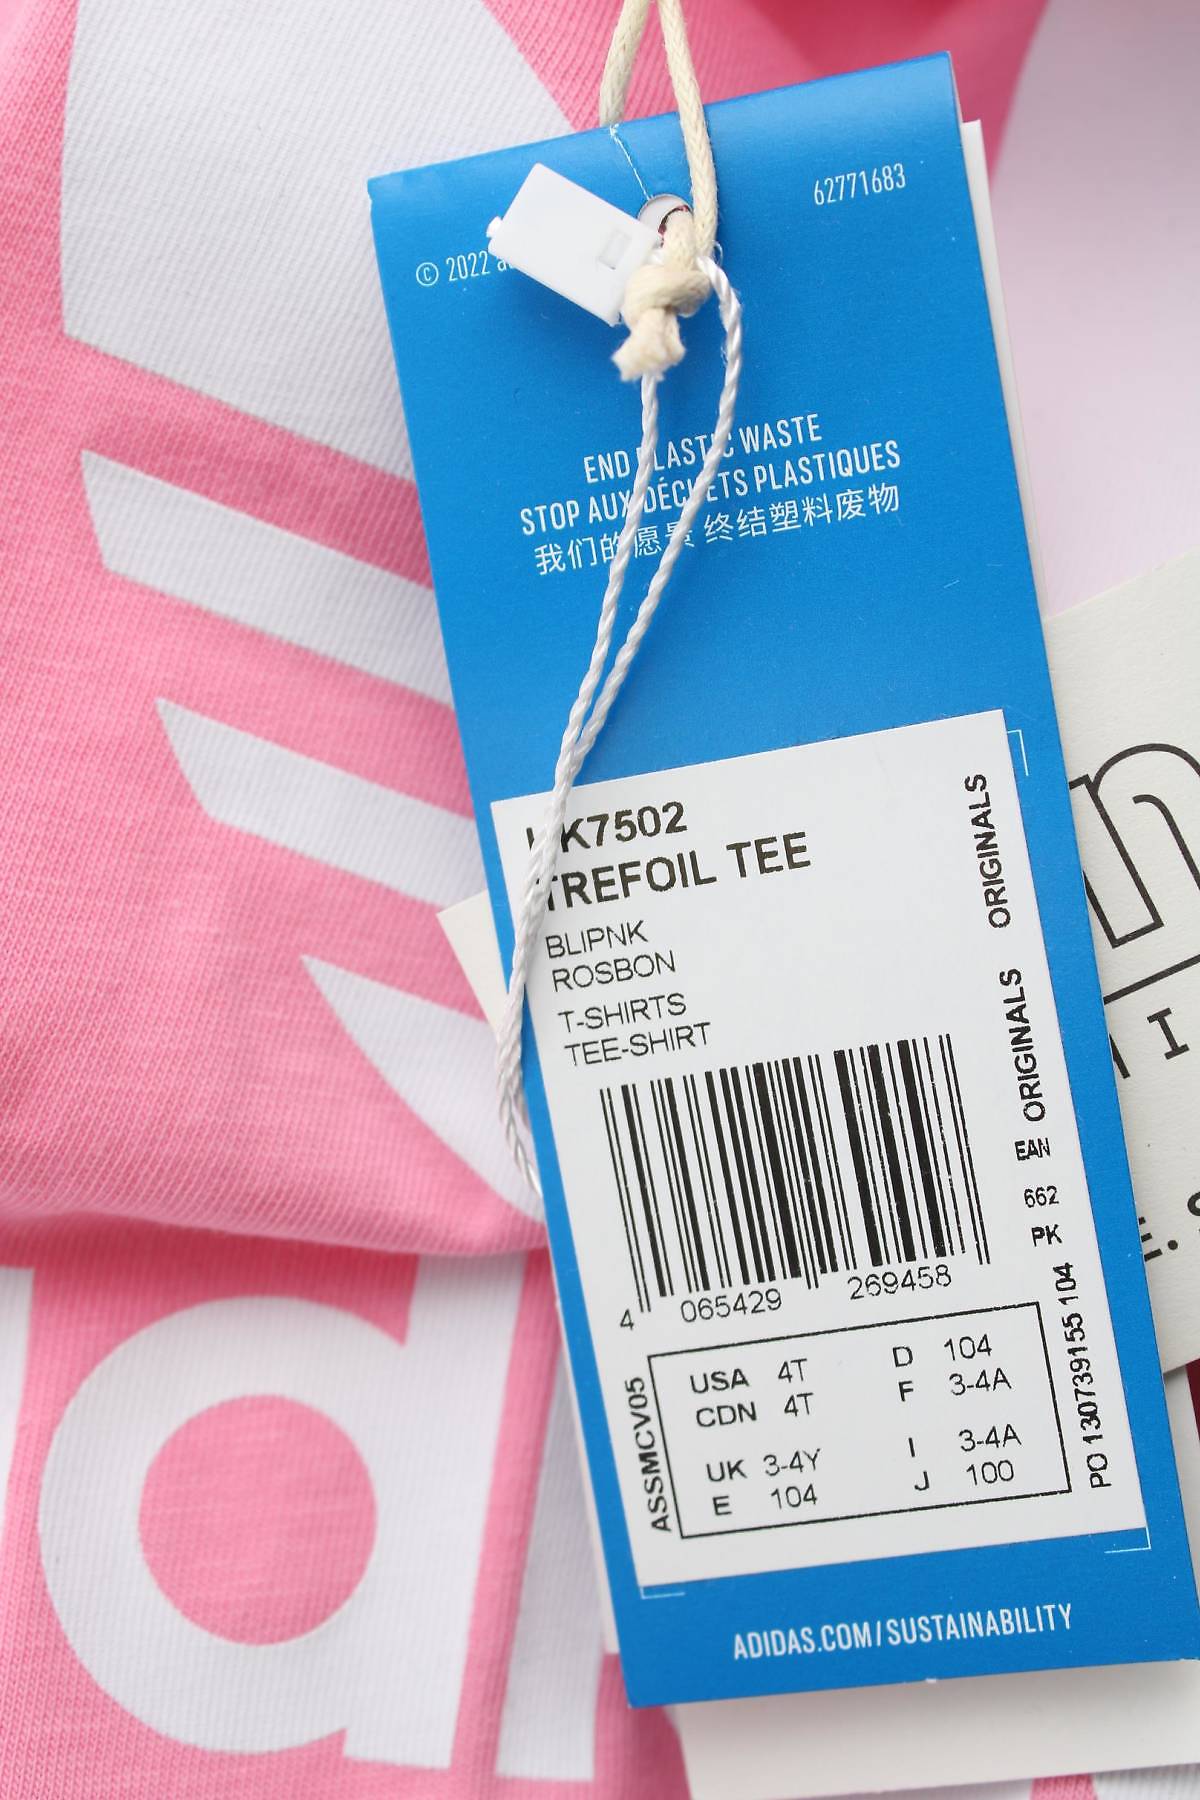 62771683
© 2022
END PLASTIC WASTE
STOP AUX DÉCHETS PLASTIQUES
我们的愿景 终结塑料废物
K7502
TREFOIL TEE
BLIPNK
ROSBON
T-SHIRTS
TEE-SHIRT
ORIGINALS
ORIGINALS
EAN
662
PK
PO 130739155 104
4 065429 269458
ASSMCV05
USA 4T D 104
CDN 4T F 3-4A
UK 3-4Y I 3-4A
E 104 J 100
ADIDAS.COM/SUSTAINABILITY